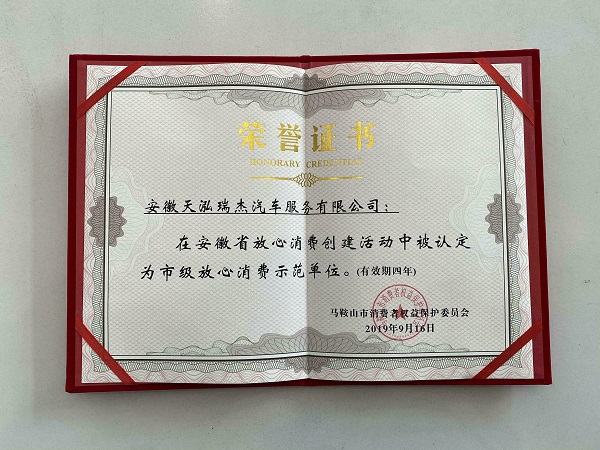 荣誉证书
HONORARY CREDENTIAL
安徽天泓瑞杰汽车服务有限公司：
在安徽省放心消费创建活动中被认定
为市级放心消费示范单位。(有效期四年)
马鞍山市消费者权益保护委员会
2019年9月16日